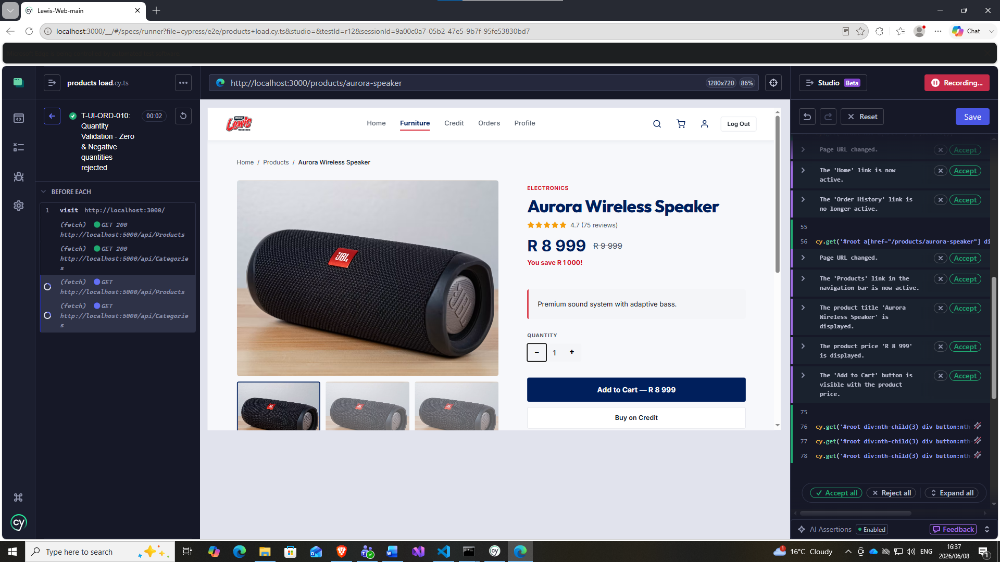 Lewis-Web-main
localhost:3000/__/#/specs/runner?file=cypress/e2e/products+load.cy.ts&studio=&testId=r12&sessionId=9a00c0a7-05b2-47e5-9b7f-95fe53830bd7
Chat
products load.cy.ts
http://localhost:3000/products/aurora-speaker
1280x720
86%
Studio
Beta
Recording...
T-UI-ORD-010:
Quantity
Validation - Zero
& Negative
quantities
rejected
00:02
Reset
Save
BEFORE EACH
1 visit http://localhost:3000/
(fetch) GET 200
http://localhost:5000/api/Products
(fetch) GET 200
http://localhost:5000/api/Categorie
s
(fetch) GET
http://localhost:5000/api/Products
(fetch) GET
http://localhost:5000/api/Categorie
s
cy
Lewis
Home
Furniture
Credit
Orders
Profile
Log Out
Home / Products / Aurora Wireless Speaker
JBL
ELECTRONICS
Aurora Wireless Speaker
4.7 (75 reviews)
R 8 999 R 9 999
You save R 1 000!
Premium sound system with adaptive bass.
QUANTITY
− 1 +
Add to Cart — R 8 999
Buy on Credit
Page URL changed.
Accept
The 'Home' link is now
active.
Accept
The 'Order History' link is
no longer active.
Accept
55
56 cy.get('#root a[href="/products/aurora-speaker"] di
Page URL changed.
Accept
The 'Products' link in the
navigation bar is now active.
Accept
The product title 'Aurora
Wireless Speaker' is
displayed.
Accept
The product price 'R 8 999'
is displayed.
Accept
The 'Add to Cart' button is
visible with the product
price.
Accept
75
76 cy.get('#root div:nth-child(3) div button:nth-
77 cy.get('#root div:nth-child(3) div button:nth-
78 cy.get('#root div:nth-child(3) div button:nth-
Accept all
Reject all
Expand all
AI Assertions
Enabled
Feedback
Type here to search
16°C Cloudy
ENG
16:37
2026/06/08